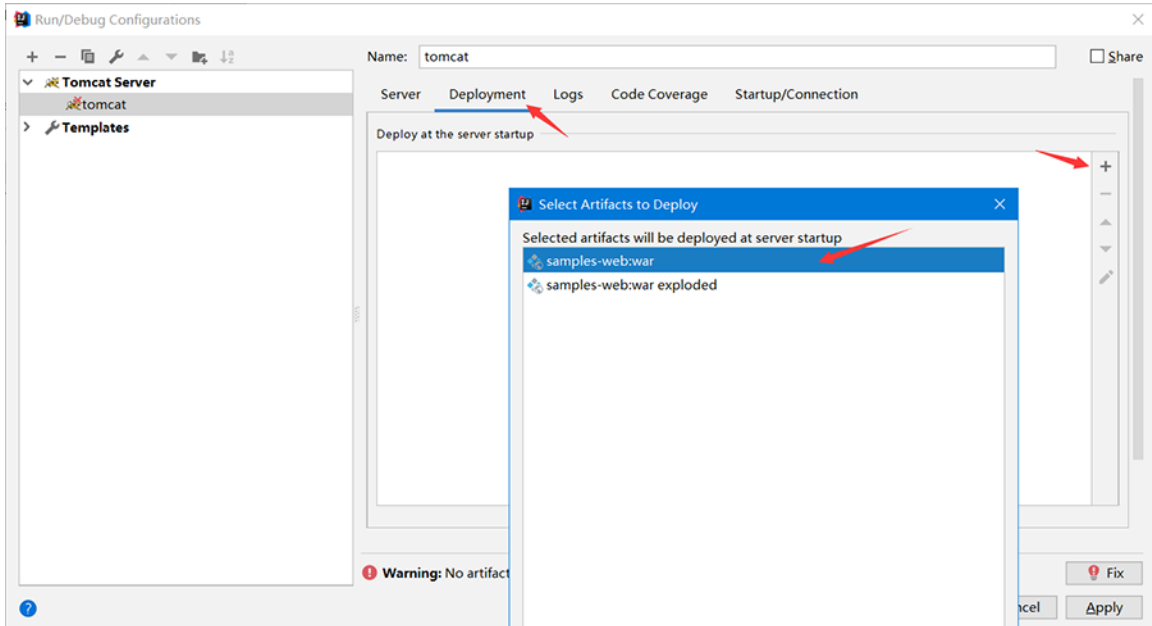 Run/Debug Configurations
Name: tomcat
Share
Tomcat Server
tomcat
Templates
Server Deployment Logs Code Coverage Startup/Connection
Deploy at the server startup
Select Artifacts to Deploy
Selected artifacts will be deployed at server startup
samples-web:war
samples-web:war exploded
Warning: No artifact
Fix
Apply